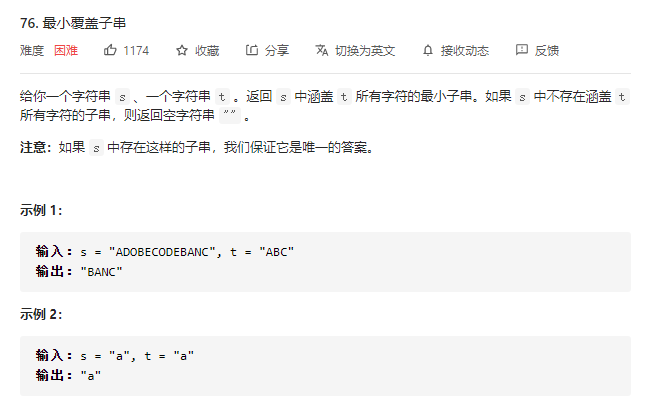 76. 最小覆盖子串
难度 困难 1174 收藏 分享 切换为英文 接收动态 反馈
给你一个字符串 s 、一个字符串 t 。返回 s 中涵盖 t 所有字符的最小子串。如果 s 中不存在涵盖 t
所有字符的子串，则返回空字符串 "" 。
注意：如果 s 中存在这样的子串，我们保证它是唯一的答案。
示例 1：
输入：s = "ADOBECODEBANC", t = "ABC"
输出："BANC"
示例 2：
输入：s = "a", t = "a"
输出："a"